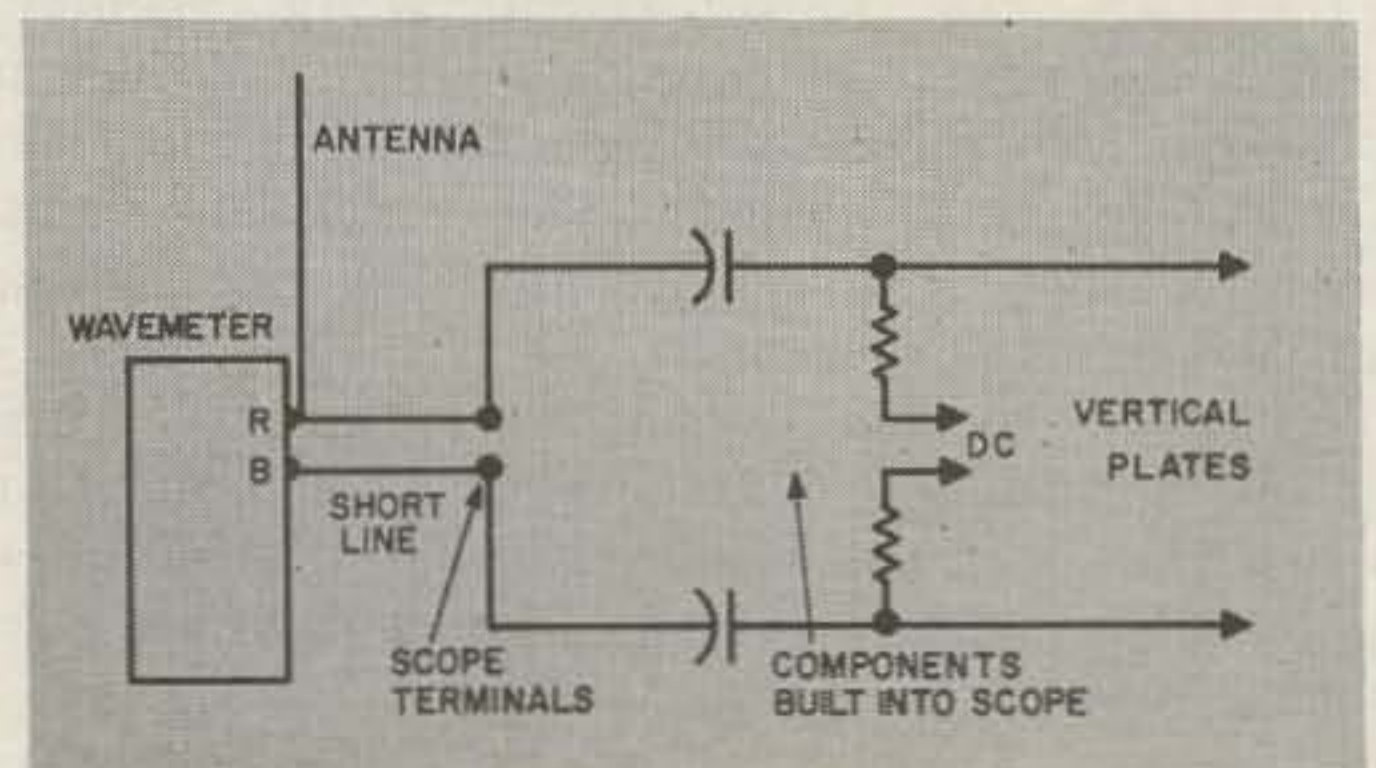 ANTENNA
WAVEMETER
R
B
SHORT
LINE
DC
VERTICAL
PLATES
SCOPE
TERMINALS
COMPONENTS
BUILT INTO SCOPE